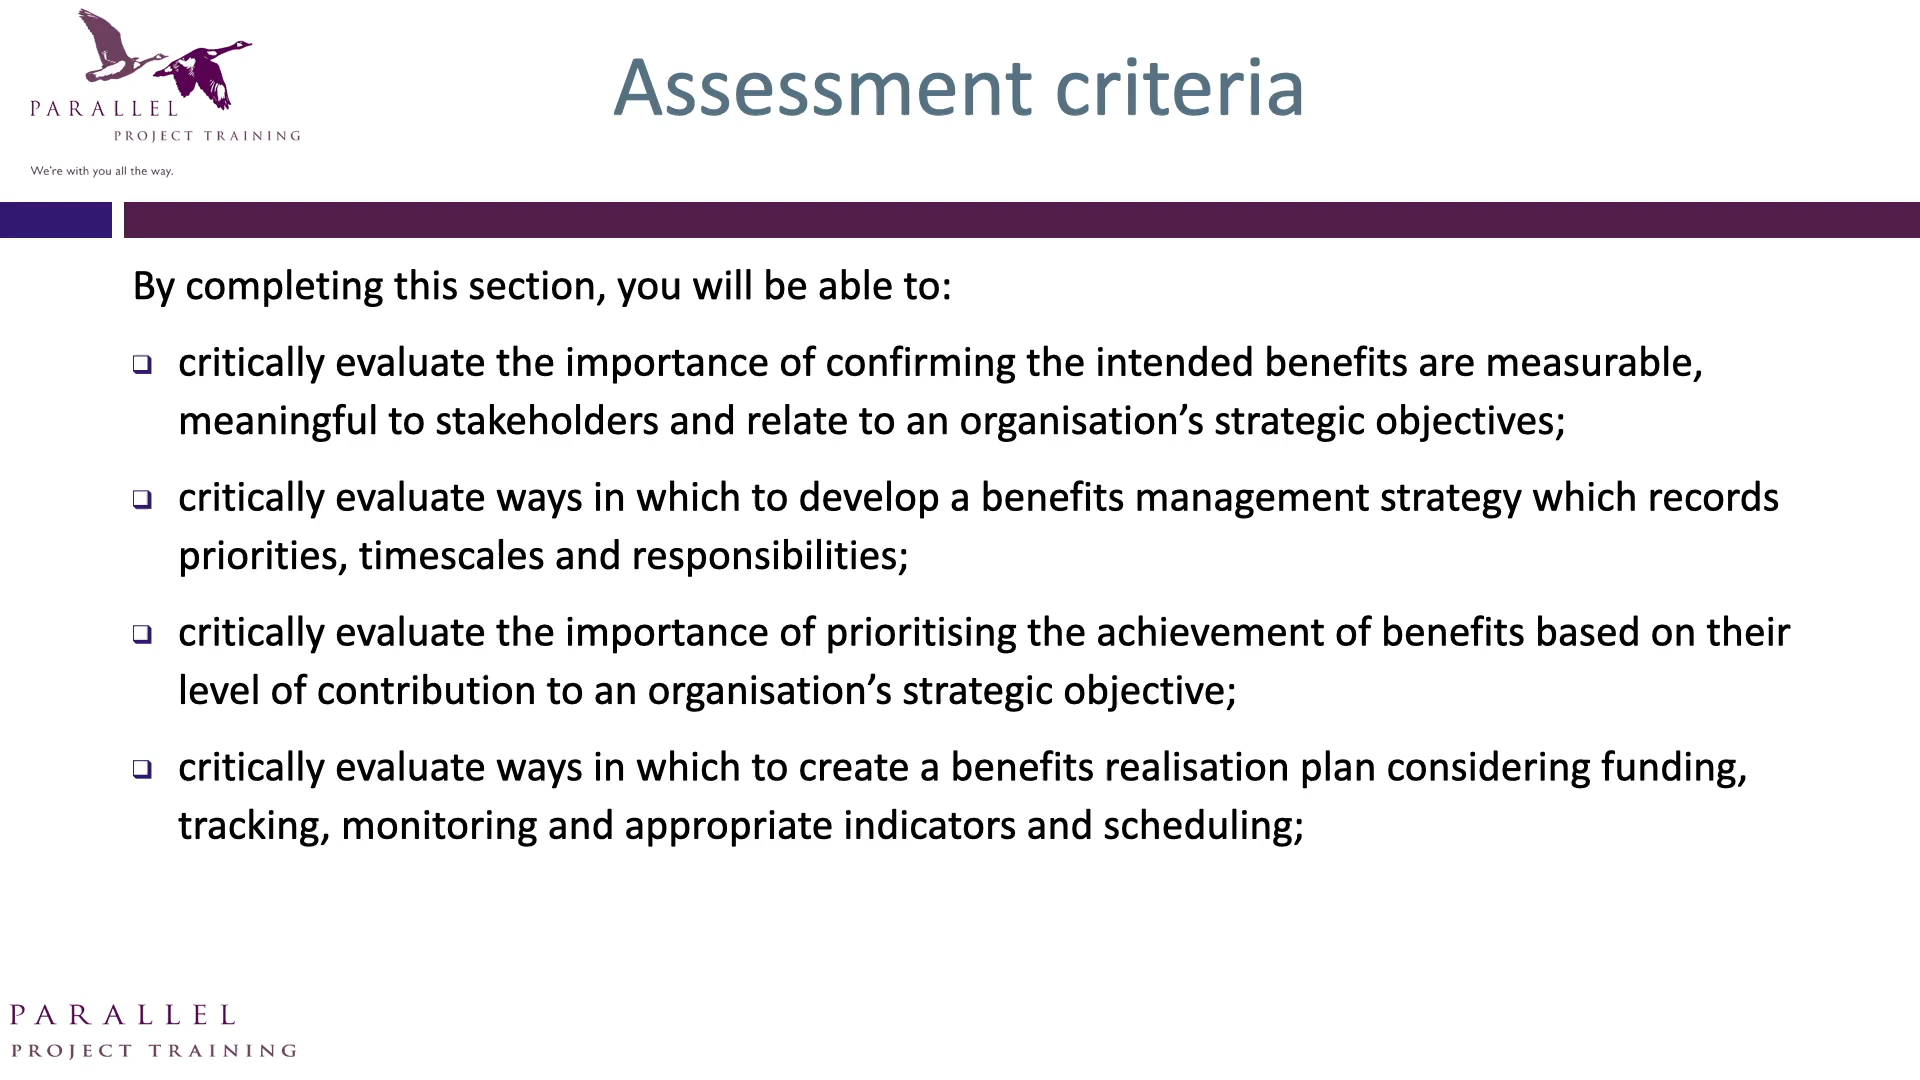 PARALLEL
PROJECT TRAINING
We're with you all the way.
Assessment criteria
By completing this section, you will be able to:
critically evaluate the importance of confirming the intended benefits are measurable,
meaningful to stakeholders and relate to an organisation’s strategic objectives;
critically evaluate ways in which to develop a benefits management strategy which records
priorities, timescales and responsibilities;
critically evaluate the importance of prioritising the achievement of benefits based on their
level of contribution to an organisation’s strategic objective;
critically evaluate ways in which to create a benefits realisation plan considering funding,
tracking, monitoring and appropriate indicators and scheduling;
PARALLEL
PROJECT TRAINING